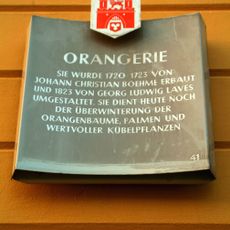 ORANGERIE
SIE WURDE 1720 1723 VON
JOHANN CHRISTIAN BOEHME ERBAUT
UND 1823 VON GEORG LUDWIG LAVES
UMGESTALTET. SIE DIENT HEUTE NOCH
DER ÜBERWINTERUNG DER
ORANGENBÄUME, PALMEN UND
WERTVOLLER KÜBELPFLANZEN
41